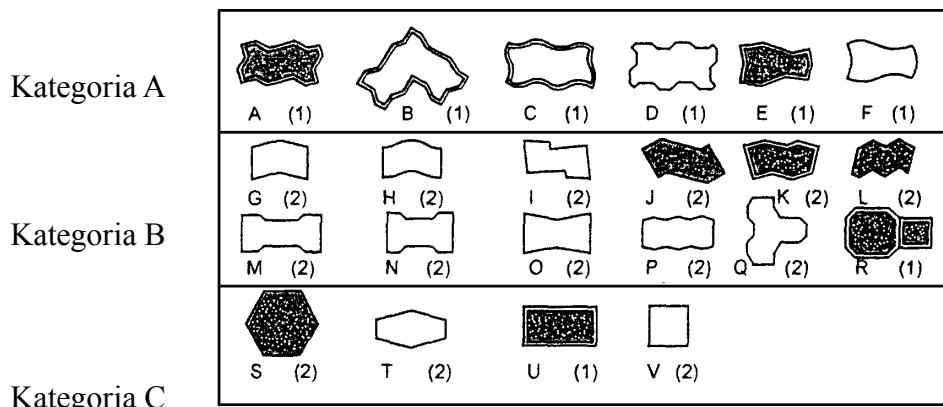 Kategoria A
A (1) B (1) C (1) D (1) E (1) F (1)
G (2) H (2) I (2) J (2) K (2) L (2)
Kategoria B
M (2) N (2) O (2) P (2) Q (2) R (1)
S (2) T (2) U (1) V (2)
Kategoria C